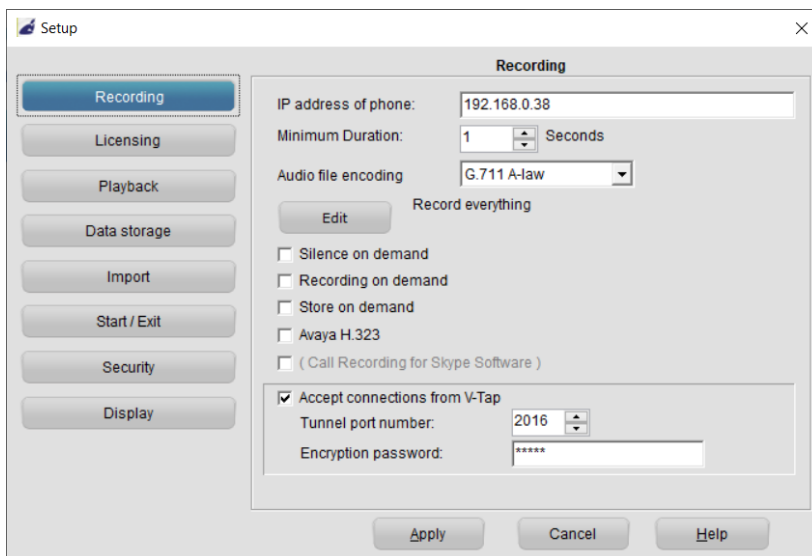 Setup
Recording
Licensing
Playback
Data storage
Import
Start / Exit
Security
Display
Recording
IP address of phone: 192.168.0.38
Minimum Duration: 1 Seconds
Audio file encoding G.711 A-law
Edit Record everything
Silence on demand
Recording on demand
Store on demand
Avaya H.323
( Call Recording for Skype Software )
Accept connections from V-Tap
Tunnel port number: 2016
Encryption password: *****
Apply Cancel Help